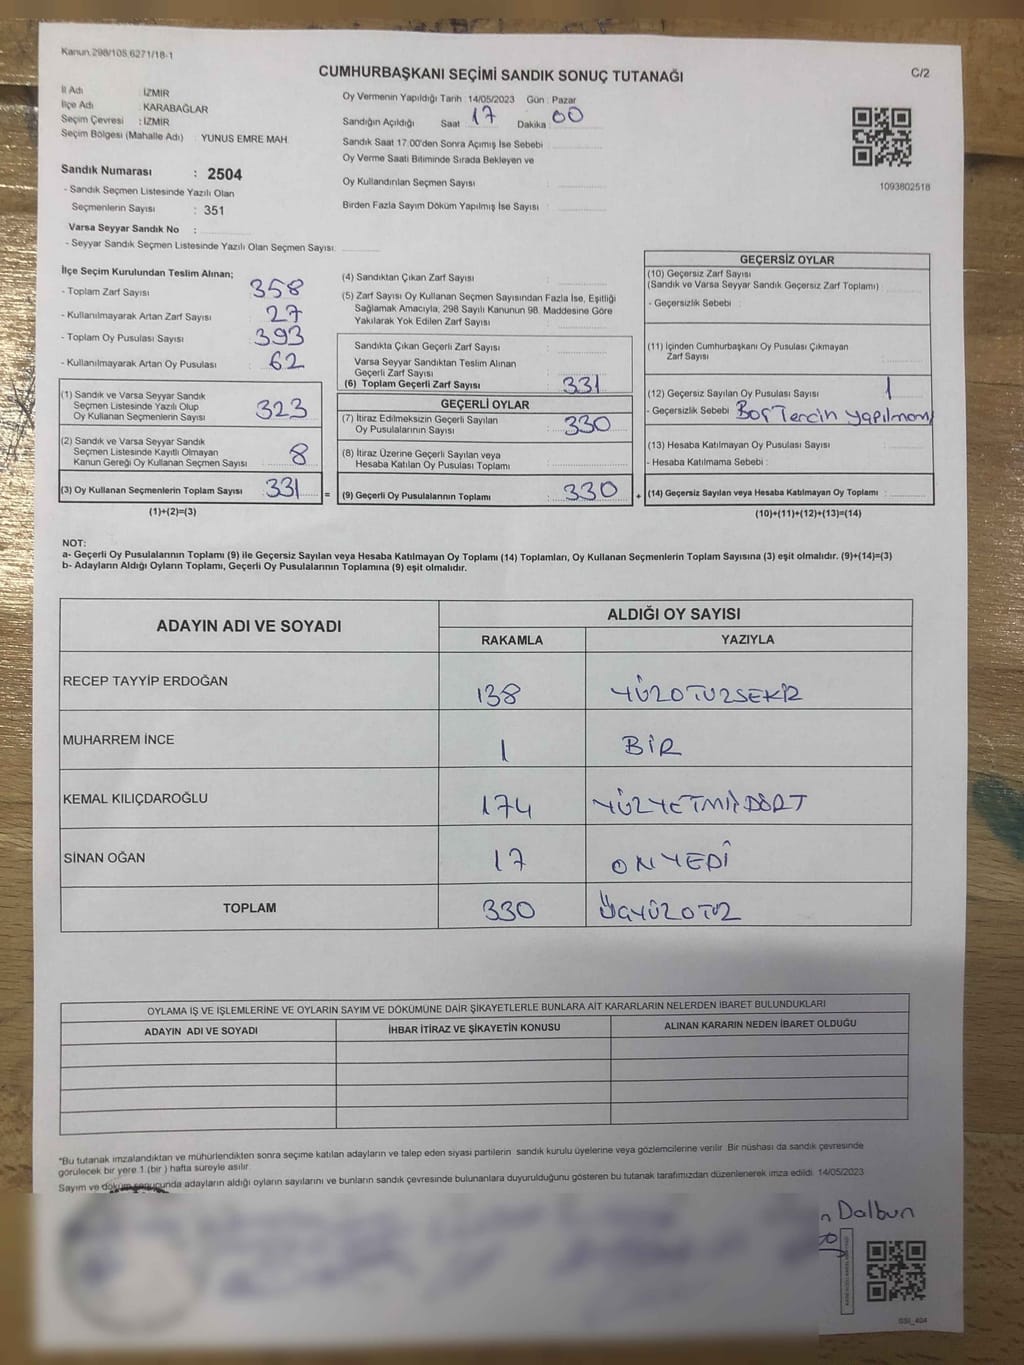 Kanun.298/105,6271/18-1
C/2
CUMHURBAŞKANI SEÇİMİ SANDIK SONUÇ TUTANAĞI
İl Adı : İZMİR
İlçe Adı : KARABAĞLAR
Seçim Çevresi : İZMİR
Seçim Bölgesi (Mahalle Adı) YUNUS EMRE MAH.
Oy Vermenin Yapıldığı Tarih 14/05/2023 Gün : Pazar
Sandığın Açıldığı Saat 17 Dakika 00
Sandık Saat 17.00'den Sonra Açımış İse Sebebi
Oy Verme Saati Bitiminde Sırada Bekleyen ve
Oy Kullandırılan Seçmen Sayısı
Birden Fazla Sayım Döküm Yapılmış İse Sayısı
1093802518
Sandık Numarası : 2504
- Sandık Seçmen Listesinde Yazılı Olan
Seçmenlerin Sayısı : 351
Varsa Seyyar Sandık No :
- Seyyar Sandık Seçmen Listesinde Yazılı Olan Seçmen Sayısı:
İlçe Seçim Kurulundan Teslim Alınan;
- Toplam Zarf Sayısı 358
- Kullanılmayarak Artan Zarf Sayısı : 27
- Toplam Oy Pusulası Sayısı : 393
- Kullanılmayarak Artan Oy Pusulası : 62
(1) Sandık ve Varsa Seyyar Sandık
Seçmen Listesinde Yazılı Olup
Oy Kullanan Seçmenlerin Sayısı 323
(2) Sandık ve Varsa Seyyar Sandık
Seçmen Listesinde Kayıtlı Olmayan
Kanun Gereği Oy Kullanan Seçmen Sayısı 8
(3) Oy Kullanan Seçmenlerin Toplam Sayısı 331
(1)+(2)=(3)
=
(4) Sandıktan Çıkan Zarf Sayısı :
(5) Zarf Sayısı Oy Kullanan Seçmen Sayısından Fazla İse, Eşitliği
Sağlamak Amacıyla, 298 Sayılı Kanunun 98. Maddesine Göre
Yakılarak Yok Edilen Zarf Sayısı :
Sandıkta Çıkan Geçerli Zarf Sayısı :
Varsa Seyyar Sandıktan Teslim Alınan
Geçerli Zarf Sayısı :
(6) Toplam Geçerli Zarf Sayısı : 331
GEÇERLİ OYLAR
(7) İtiraz Edilmeksizin Geçerli Sayılan
Oy Pusulalarının Sayısı : 330
(8) İtiraz Üzerine Geçerli Sayılan veya
Hesaba Katılan Oy Pusulası Toplamı :
(9) Geçerli Oy Pusulalarının Toplamı : 330
+
GEÇERSİZ OYLAR
(10) Geçersiz Zarf Sayısı
(Sandık ve Varsa Seyyar Sandık Geçersiz Zarf Toplamı) :
- Geçersizlik Sebebi :
(11) İçinden Cumhurbaşkanı Oy Pusulası Çıkmayan
Zarf Sayısı :
(12) Geçersiz Sayılan Oy Pusulası Sayısı : 1
- Geçersizlik Sebebi Boş Tercih yapılmamış
(13) Hesaba Katılmayan Oy Pusulası Sayısı :
- Hesaba Katılmama Sebebi :
(14) Geçersiz Sayılan veya Hesaba Katılmayan Oy Toplamı :
(10)+(11)+(12)+(13)=(14)
NOT:
a- Geçerli Oy Pusulalarının Toplamı (9) ile Geçersiz Sayılan veya Hesaba Katılmayan Oy Toplamı (14) Toplamları, Oy Kullanan Seçmenlerin Toplam Sayısına (3) eşit olmalıdır. (9)+(14)=(3)
b- Adayların Aldığı Oyların Toplamı, Geçerli Oy Pusulalarının Toplamına (9) eşit olmalıdır.
ADAYIN ADI VE SOYADI
ALDIĞI OY SAYISI
RAKAMLA YAZIYLA
RECEP TAYYİP ERDOĞAN 138 YÜZOTUZSEKİZ
MUHARREM İNCE 1 BİR
KEMAL KILIÇDAROĞLU 174 YÜZYETMİŞDÖRT
SİNAN OĞAN 17 ONYEDİ
TOPLAM 330 ÜÇYÜZOTUZ
OYLAMA İŞ VE İŞLEMLERİNE VE OYLARIN SAYIM VE DÖKÜMÜNE DAİR ŞİKAYETLERLE BUNLARA AİT KARARLARIN NELERDEN İBARET BULUNDUKLARI
ADAYIN ADI VE SOYADI İHBAR İTİRAZ VE ŞİKAYETİN KONUSU ALINAN KARARIN NEDEN İBARET OLDUĞU
*Bu tutanak imzalandıktan ve mühürlendikten sonra seçime katılan adayların ve talep eden siyasi partilerin sandık kurulu üyelerine veya gözlemcilerine verilir. Bir nüshası da sandık çevresinde
görülecek bir yere 1 (bir) hafta süreyle asılır.
Sayım ve döküm sonucunda adayların aldığı oyların sayılarını ve bunların sandık çevresinde bulunanlara duyurulduğunu gösteren bu tutanak tarafımızdan düzenlenerek imza edildi. 14/05/2023
n Dalbun
GSI_404